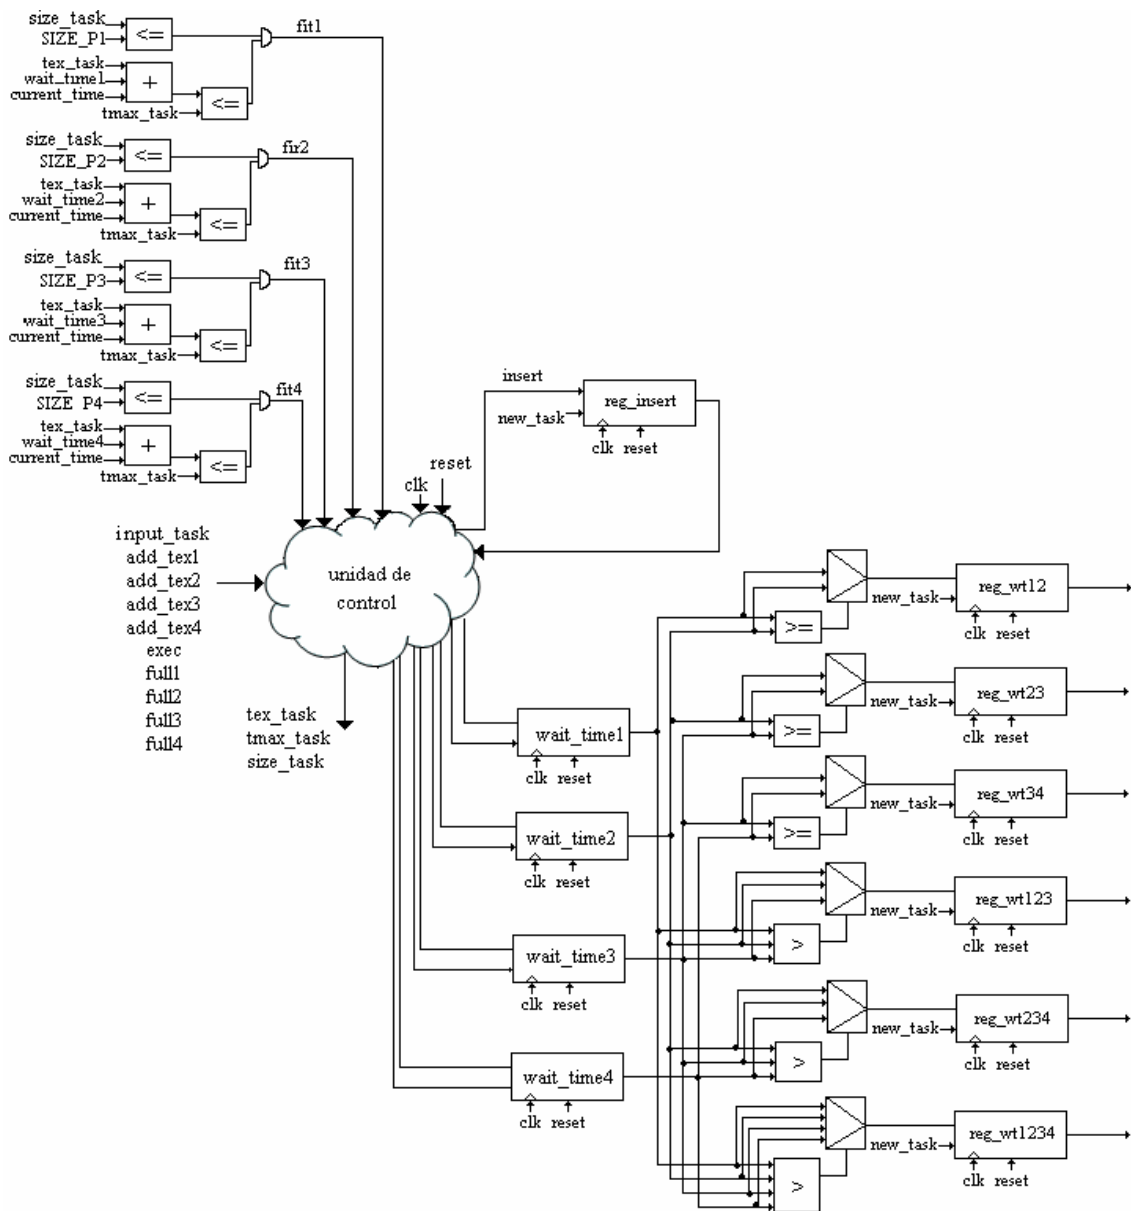 size_task
SIZE_P1
<=
fit1
tex_task
wait_time1
current_time
+
tmax_task
<=
size_task
SIZE_P2
<=
fir2
tex_task
wait_time2
current_time
+
tmax_task
<=
size_task
SIZE_P3
<=
fit3
tex_task
wait_time3
current_time
+
tmax_task
<=
size_task
SIZE_P4
<=
fit4
tex_task
wait_time4
current_time
+
tmax_task
<=
insert
new_task
reg_insert
clk reset
clk
reset
input_task
add_tex1
add_tex2
add_tex3
add_tex4
exec
full1
full2
full3
full4
unidad de
control
tex_task
tmax_task
size_task
wait_time1
clk reset
wait_time2
clk reset
wait_time3
clk reset
wait_time4
clk reset
>=
new_task
reg_wt12
clk reset
>=
new_task
reg_wt23
clk reset
>=
new_task
reg_wt34
clk reset
>
new_task
reg_wt123
clk reset
>
new_task
reg_wt234
clk reset
>
new_task
reg_wt1234
clk reset